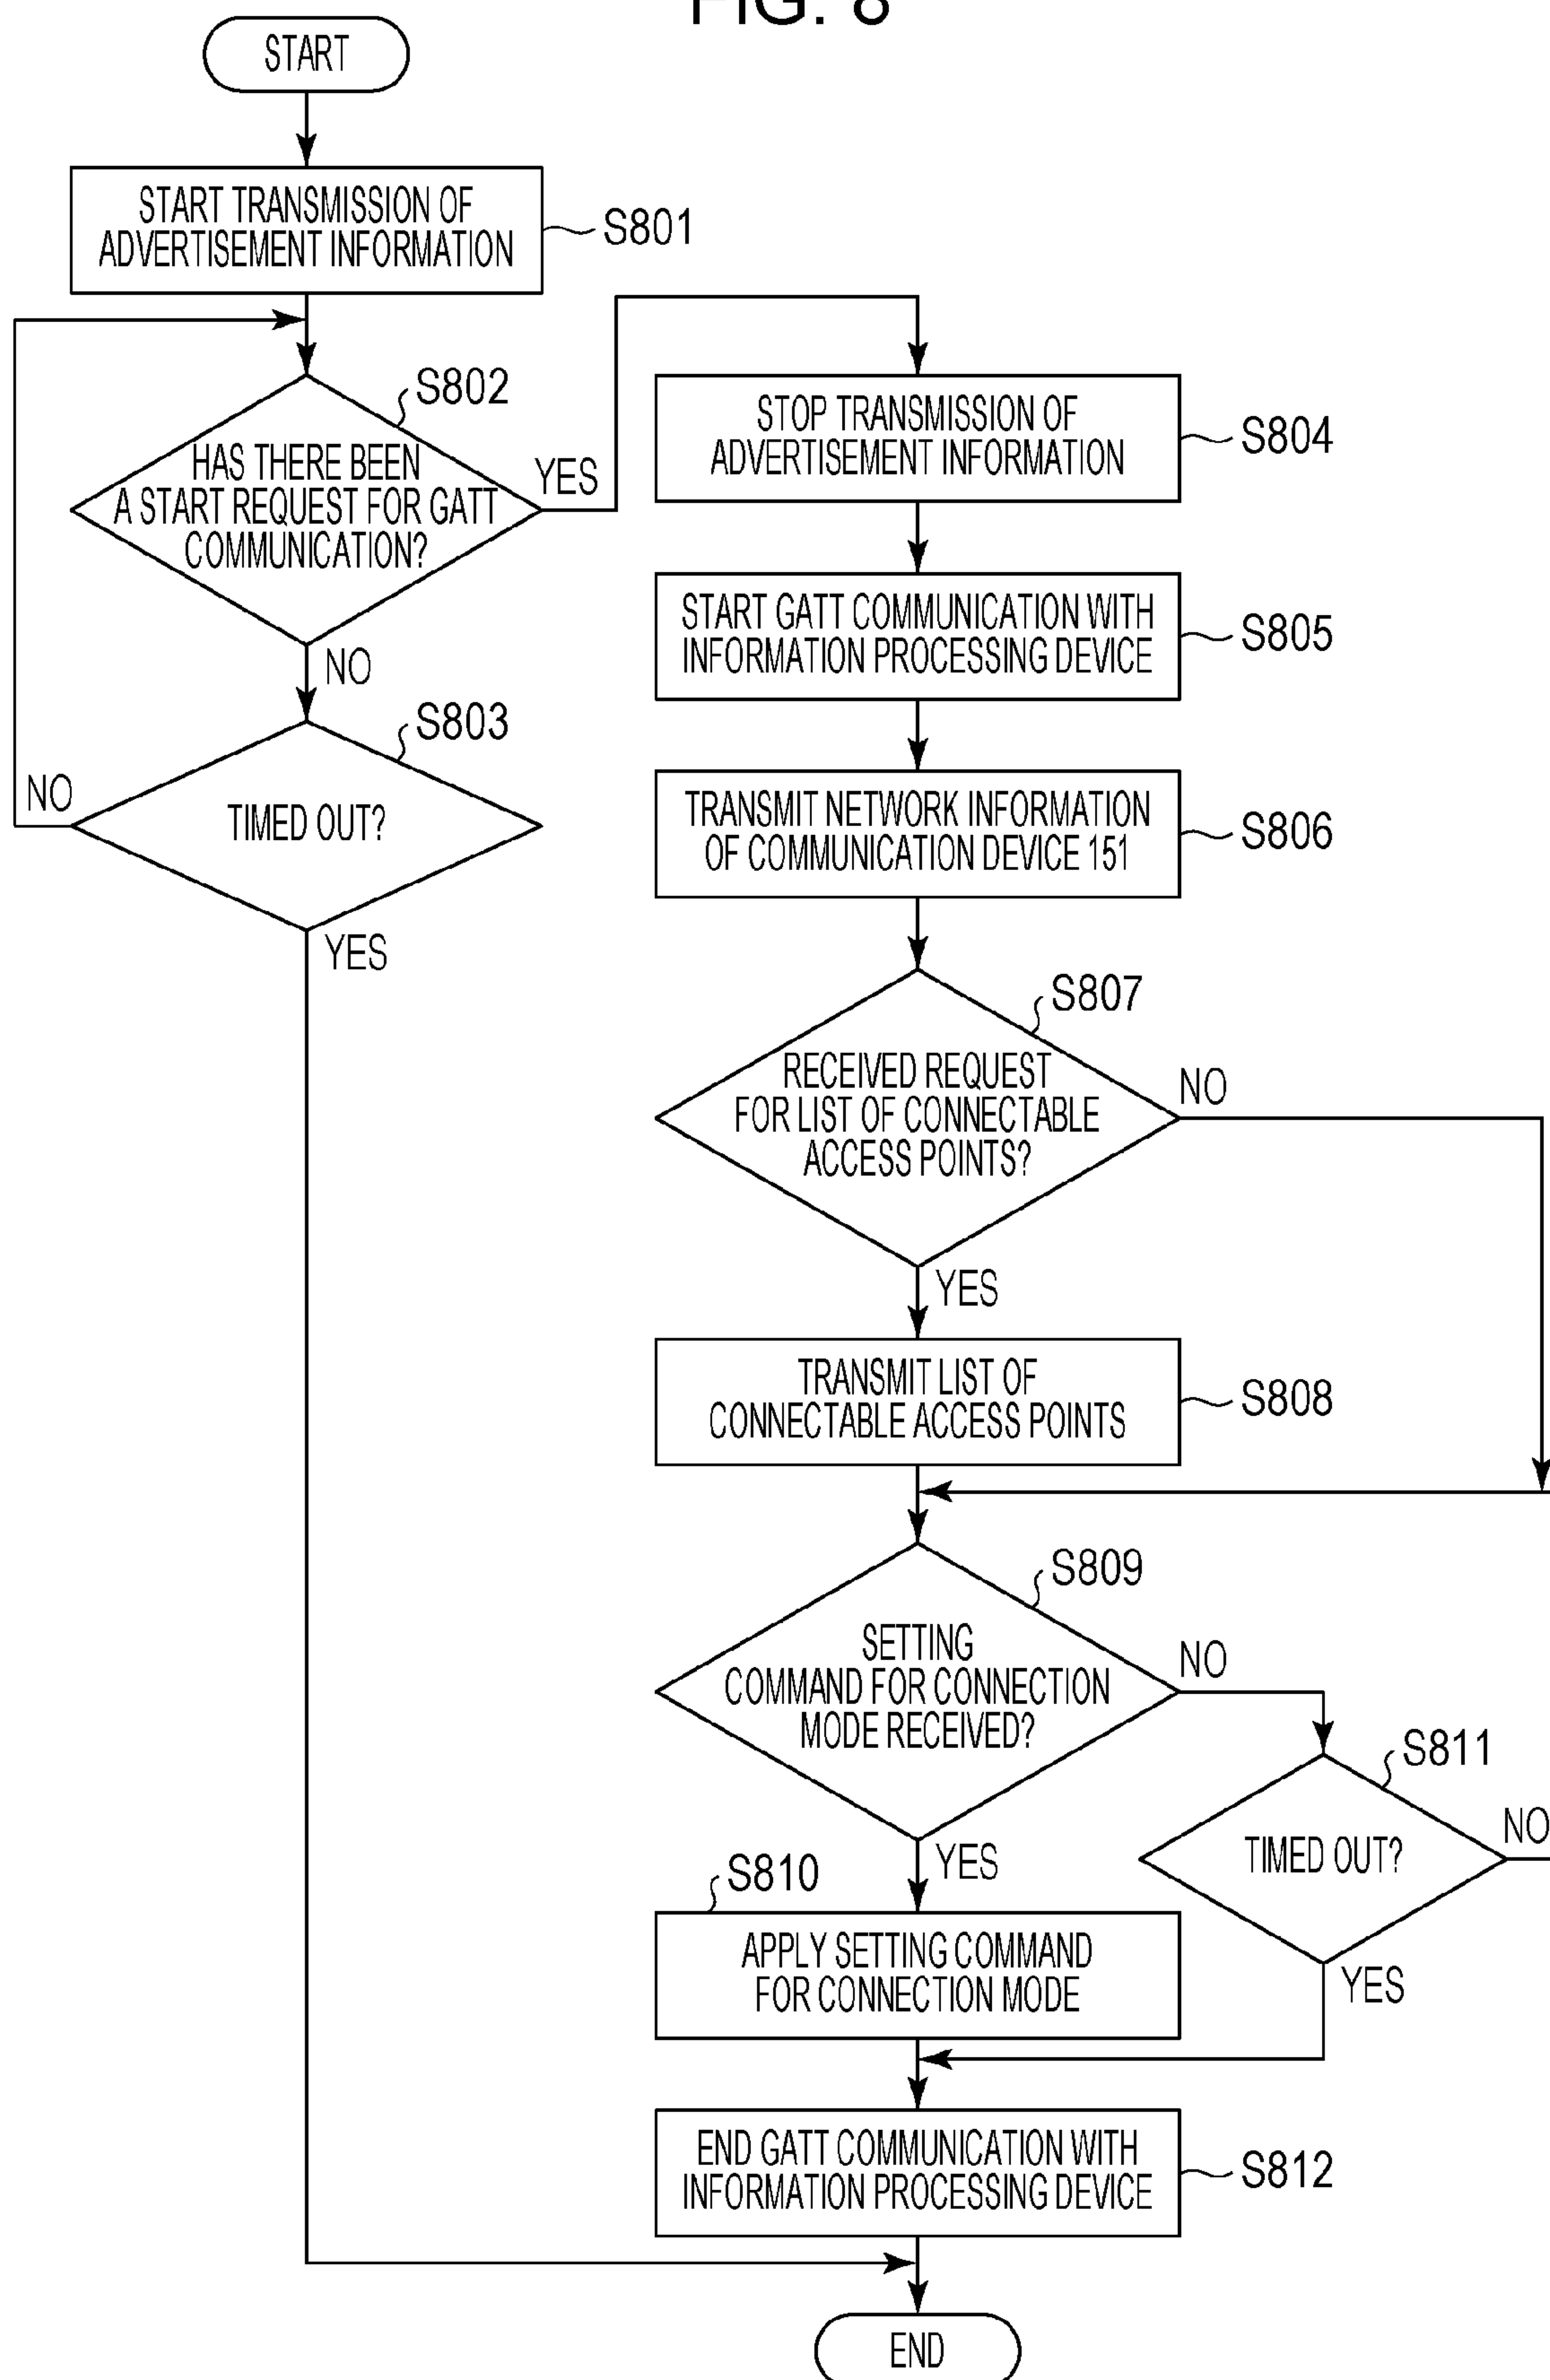 FIG. 8
START
START TRANSMISSION OF
ADVERTISEMENT INFORMATION
S801
S802
HAS THERE BEEN
A START REQUEST FOR GATT
COMMUNICATION?
YES
NO
S803
TIMED OUT?
NO
YES
STOP TRANSMISSION OF
ADVERTISEMENT INFORMATION
S804
START GATT COMMUNICATION WITH
INFORMATION PROCESSING DEVICE
S805
TRANSMIT NETWORK INFORMATION
OF COMMUNICATION DEVICE 151
S806
S807
RECEIVED REQUEST
FOR LIST OF CONNECTABLE
ACCESS POINTS?
NO
YES
TRANSMIT LIST OF
CONNECTABLE ACCESS POINTS
S808
S809
SETTING
COMMAND FOR CONNECTION
MODE RECEIVED?
NO
YES
S811
TIMED OUT?
NO
YES
S810
APPLY SETTING COMMAND
FOR CONNECTION MODE
END GATT COMMUNICATION WITH
INFORMATION PROCESSING DEVICE
S812
END